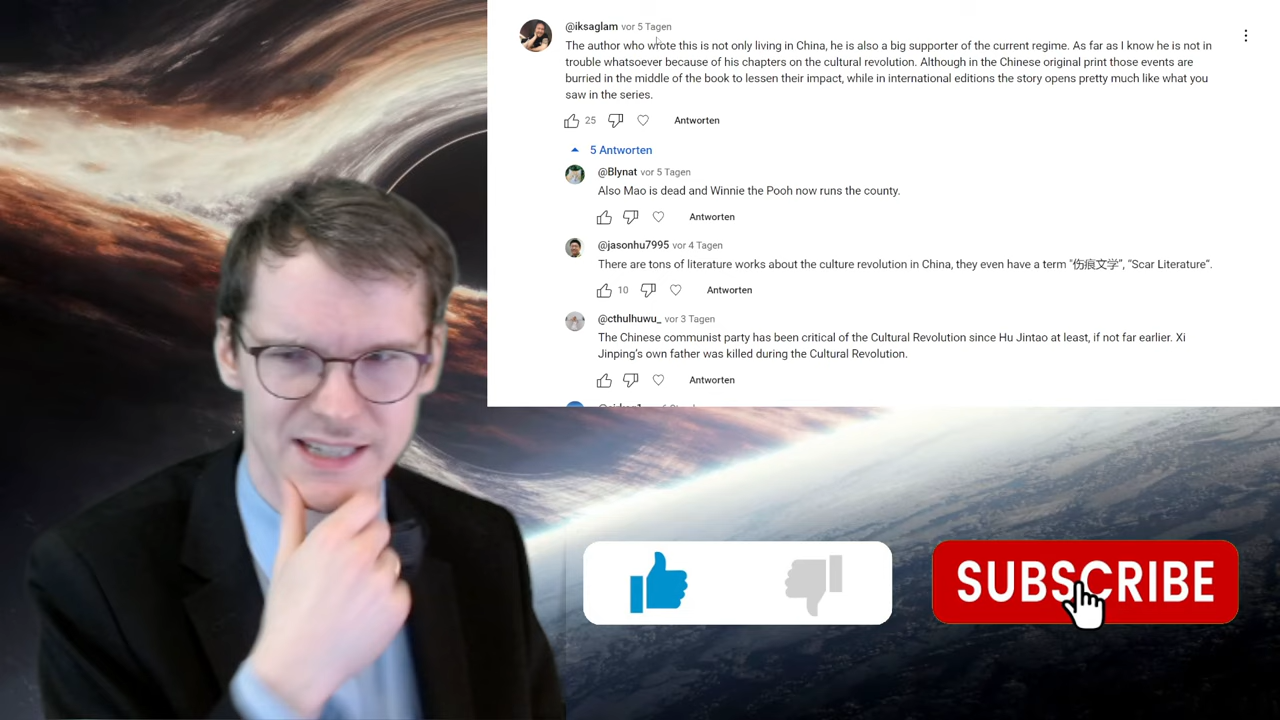 @iksaglam vor 5 Tagen
The author who wrote this is not only living in China, he is also a big supporter of the current regime. As far as I know he is not in
trouble whatsoever because of his chapters on the cultural revolution. Although in the Chinese original print those events are
burried in the middle of the book to lessen their impact, while in international editions the story opens pretty much like what you
saw in the series.
25 Antworten
5 Antworten
@Blynat vor 5 Tagen
Also Mao is dead and Winnie the Pooh now runs the county.
Antworten
@jasonhu7995 vor 4 Tagen
There are tons of literature works about the culture revolution in China, they even have a term "伤痕文学", “Scar Literature”.
10 Antworten
@cthulhuwu_ vor 3 Tagen
The Chinese communist party has been critical of the Cultural Revolution since Hu Jintao at least, if not far earlier. Xi
Jinping's own father was killed during the Cultural Revolution.
Antworten
SUBSCRIBE